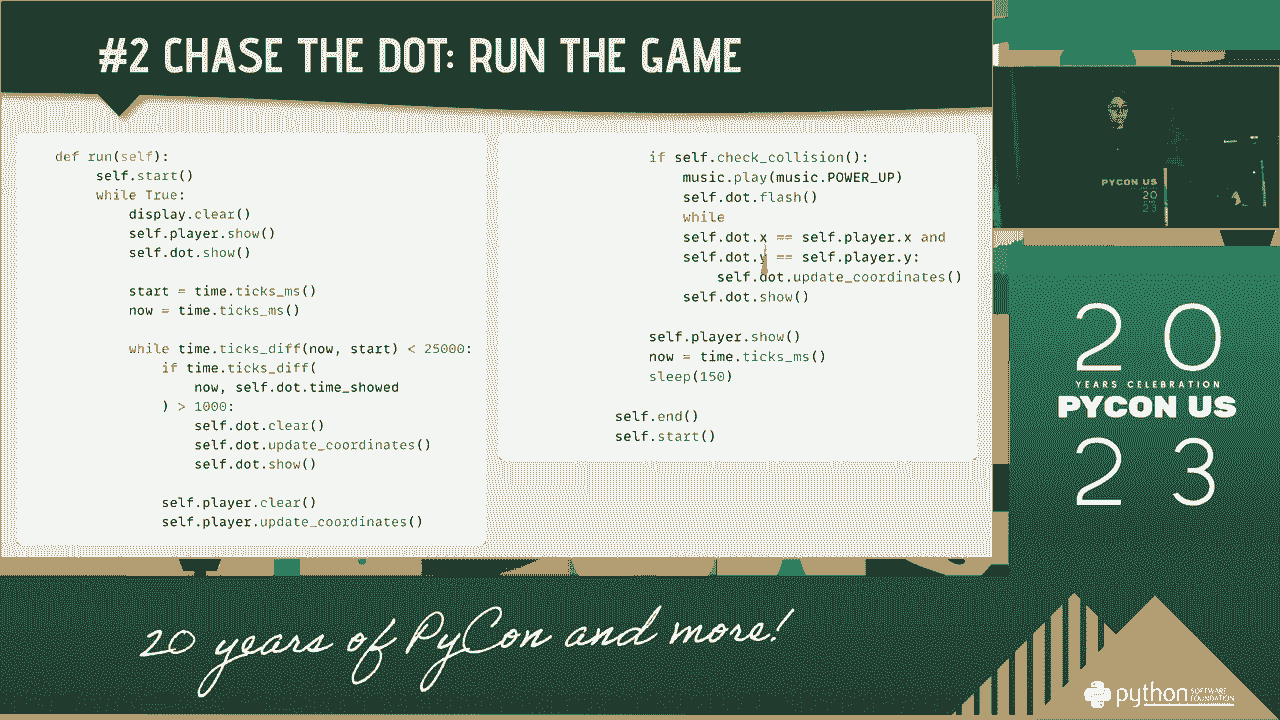 #2 CHASE THE DOT: RUN THE GAME
def run(self):
self.start()
while True:
display.clear()
self.player.show()
self.dot.show()
start = time.ticks_ms()
now = time.ticks_ms()
while time.ticks_diff(now, start) < 25000:
if time.ticks_diff(
now, self.dot.time_showed
) > 1000:
self.dot.clear()
self.dot.update_coordinates()
self.dot.show()
self.player.clear()
self.player.update_coordinates()
if self.check_collision():
music.play(music.POWER_UP)
self.dot.flash()
while
self.dot.x == self.player.x and
self.dot.y == self.player.y:
self.dot.update_coordinates()
self.dot.show()
self.player.show()
now = time.ticks_ms()
sleep(150)
self.end()
self.start()
PYCON US
20
23
20
YEARS CELEBRATION
PYCON US
23
20 years of PyCon and more!
python
SOFTWARE
FOUNDATION